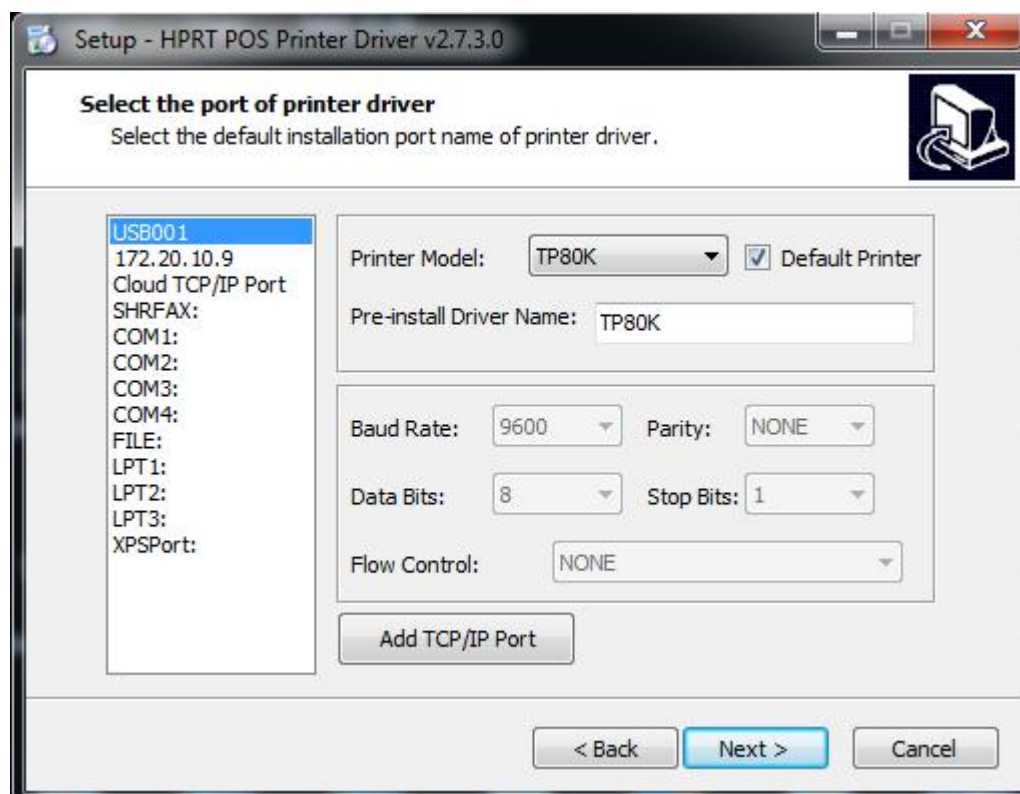 Setup - HPRT POS Printer Driver v2.7.3.0
Select the port of printer driver
Select the default installation port name of printer driver.
USB001
172.20.10.9
Cloud TCP/IP Port
SHRFAX:
COM1:
COM2:
COM3:
COM4:
FILE:
LPT1:
LPT2:
LPT3:
XPSPort:
Printer Model: TP80K Default Printer
Pre-install Driver Name: TP80K
Baud Rate: 9600 Parity: NONE
Data Bits: 8 Stop Bits: 1
Flow Control: NONE
Add TCP/IP Port
< Back Next > Cancel